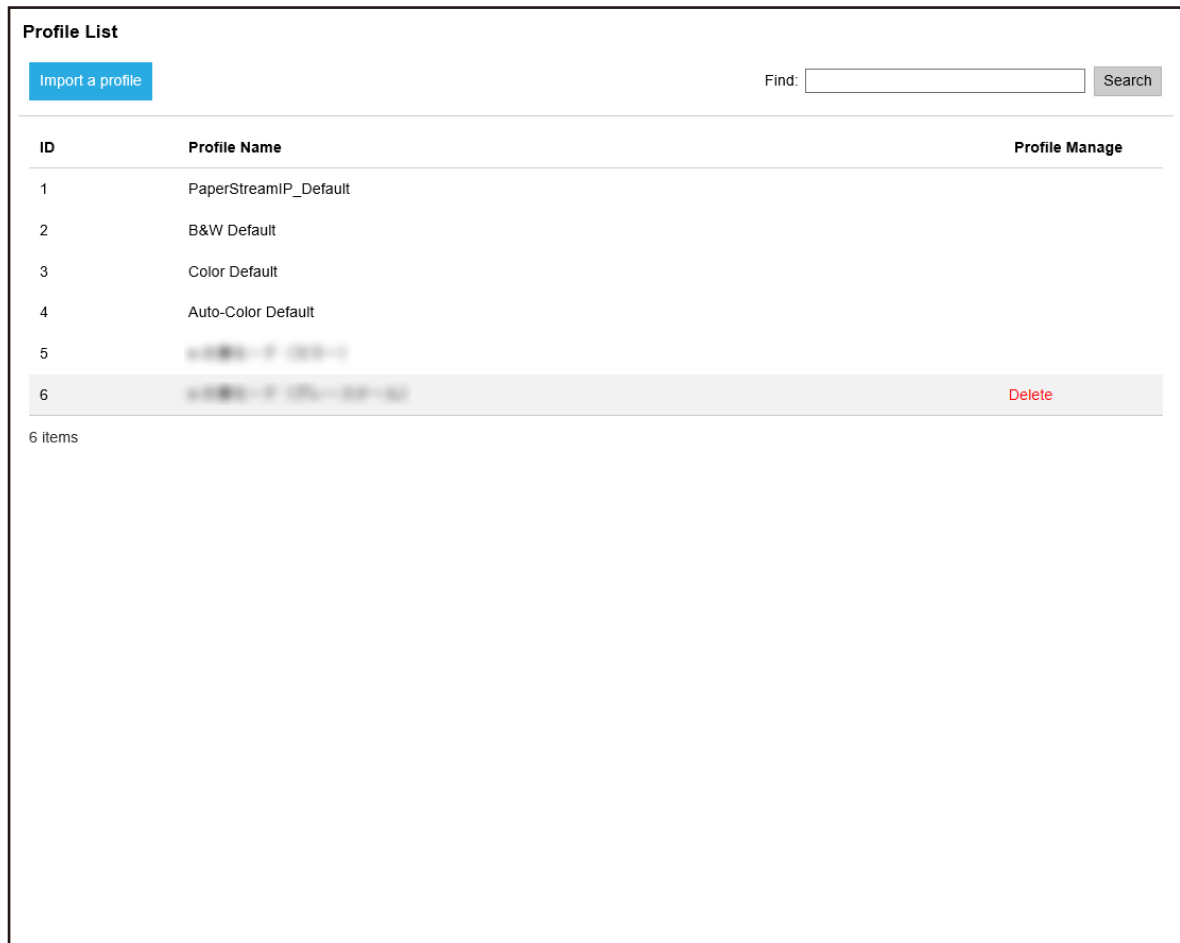 Profile List
Import a profile Find: Search
ID Profile Name Profile Manage
1 PaperStreamIP_Default
2 B&W Default
3 Color Default
4 Auto-Color Default
5
6 Delete
6 items